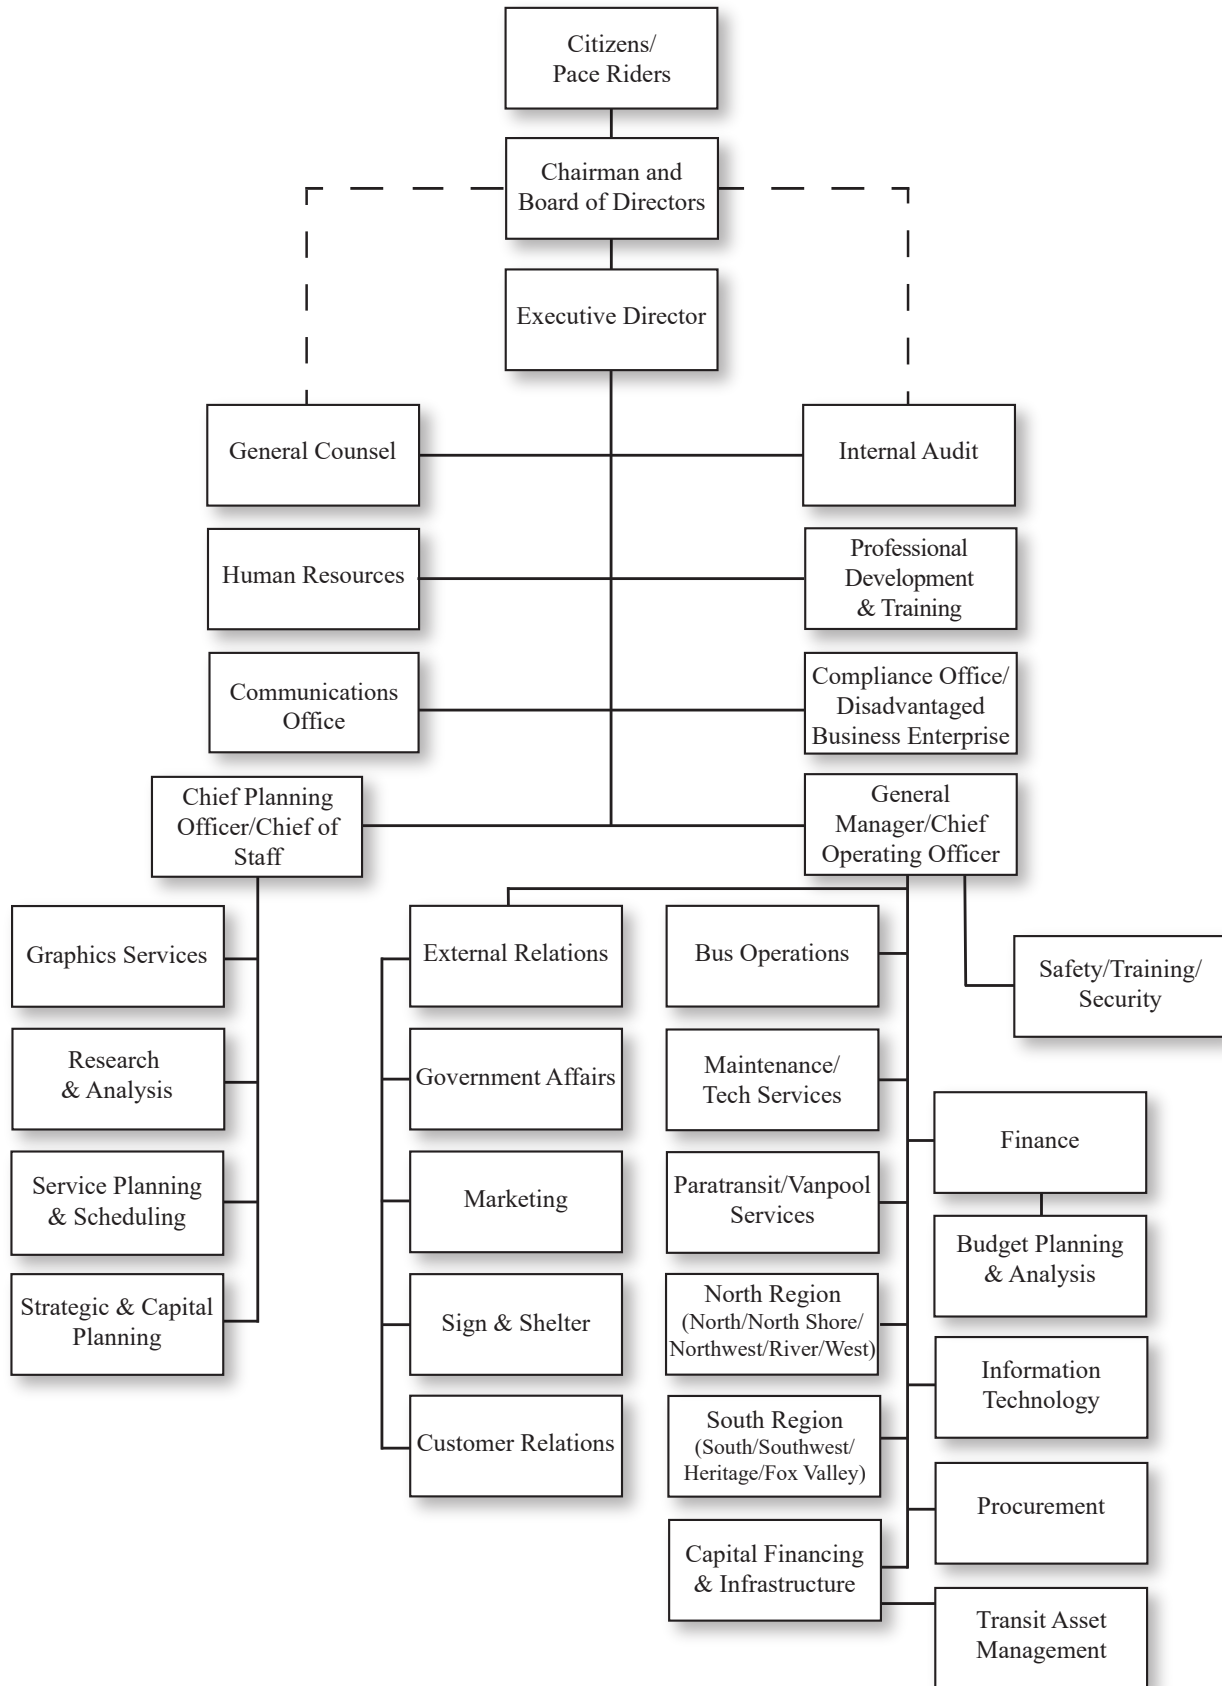 Citizens/
Pace Riders
Chairman and
Board of Directors
Executive Director
General Counsel
Internal Audit
Human Resources
Professional
Development
& Training
Communications
Office
Compliance Office/
Disadvantaged
Business Enterprise
Chief Planning
Officer/Chief of
Staff
General
Manager/Chief
Operating Officer
Graphics Services
External Relations
Bus Operations
Safety/Training/
Security
Research
& Analysis
Government Affairs
Maintenance/
Tech Services
Finance
Service Planning
& Scheduling
Marketing
Paratransit/Vanpool
Services
Budget Planning
& Analysis
Strategic & Capital
Planning
Sign & Shelter
North Region
(North/North Shore/
Northwest/River/West)
Information
Technology
Customer Relations
South Region
(South/Southwest/
Heritage/Fox Valley)
Procurement
Capital Financing
& Infrastructure
Transit Asset
Management